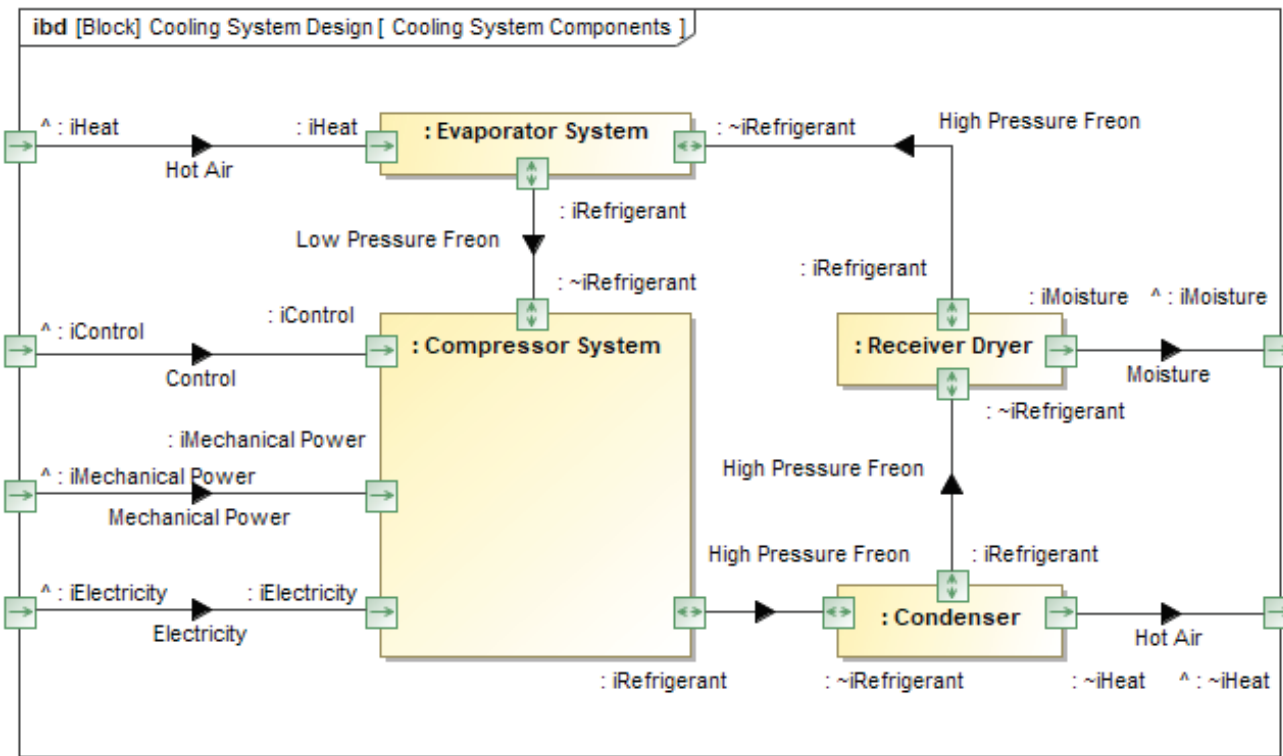 ibd [Block] Cooling System Design [ Cooling System Components ]
^ : iHeat
: iHeat
: Evaporator System
: ~iRefrigerant
High Pressure Freon
Hot Air
: iRefrigerant
Low Pressure Freon
: iRefrigerant
: ~iRefrigerant
: iMoisture
^ : iMoisture
^ : iControl
: iControl
: Compressor System
: Receiver Dryer
Control
Moisture
: ~iRefrigerant
: iMechanical Power
^ : iMechanical Power
High Pressure Freon
Mechanical Power
High Pressure Freon
: iRefrigerant
^ : iElectricity
: iElectricity
: Condenser
Electricity
Hot Air
: iRefrigerant
: ~iRefrigerant
: ~iHeat
^ : ~iHeat